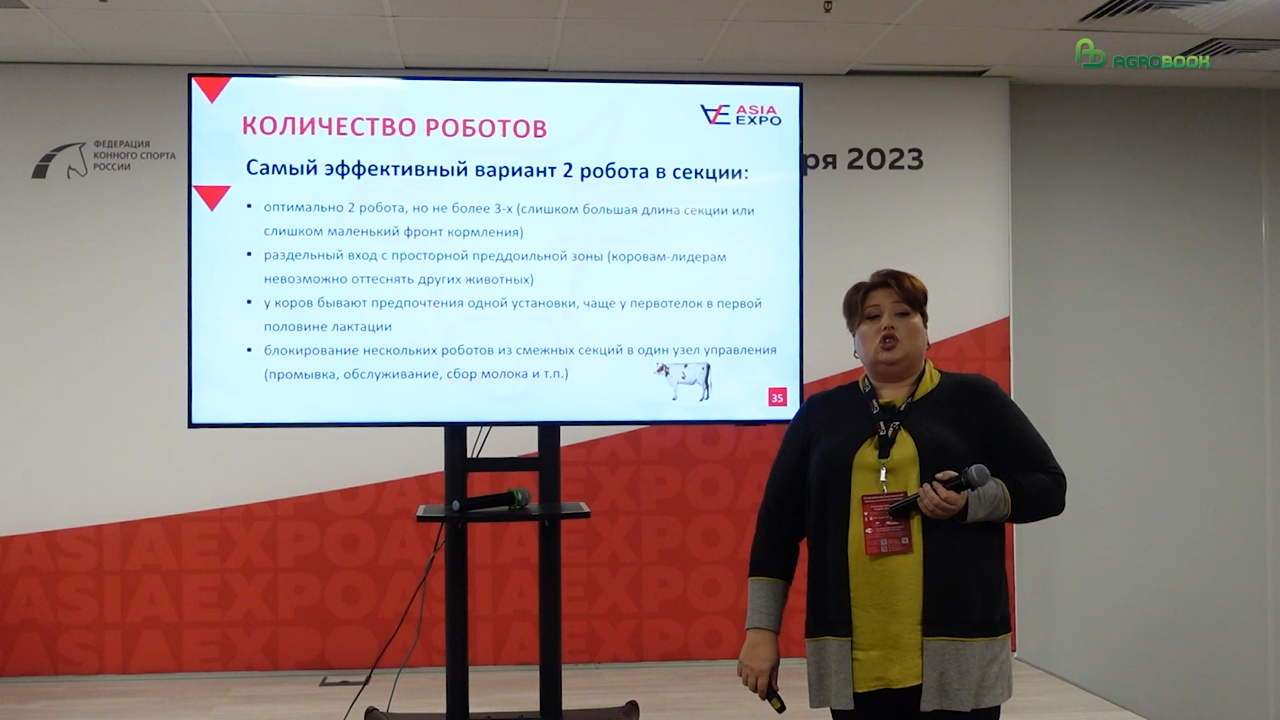 AGROBOOK
ФЕДЕРАЦИЯ
КОННОГО СПОРТА
РОССИИ
ря 2023
ASIA
EXPO
КОЛИЧЕСТВО РОБОТОВ
Самый эффективный вариант 2 робота в секции:
▪ оптимально 2 робота, но не более 3-х (слишком большая длина секции или
слишком маленький фронт кормления)
▪ раздельный вход с просторной преддоильной зоны (коровам-лидерам
невозможно оттеснять других животных)
▪ у коров бывают предпочтения одной установки, чаще у первотелок в первой
половине лактации
▪ блокирование нескольких роботов из смежных секций в один узел управления
(промывка, обслуживание, сбор молока и т.п.)
35
ASIAEXPOASIAEXPO
ASIAEXPOASIAEXPO
ASIAEXPOASIAEXPO